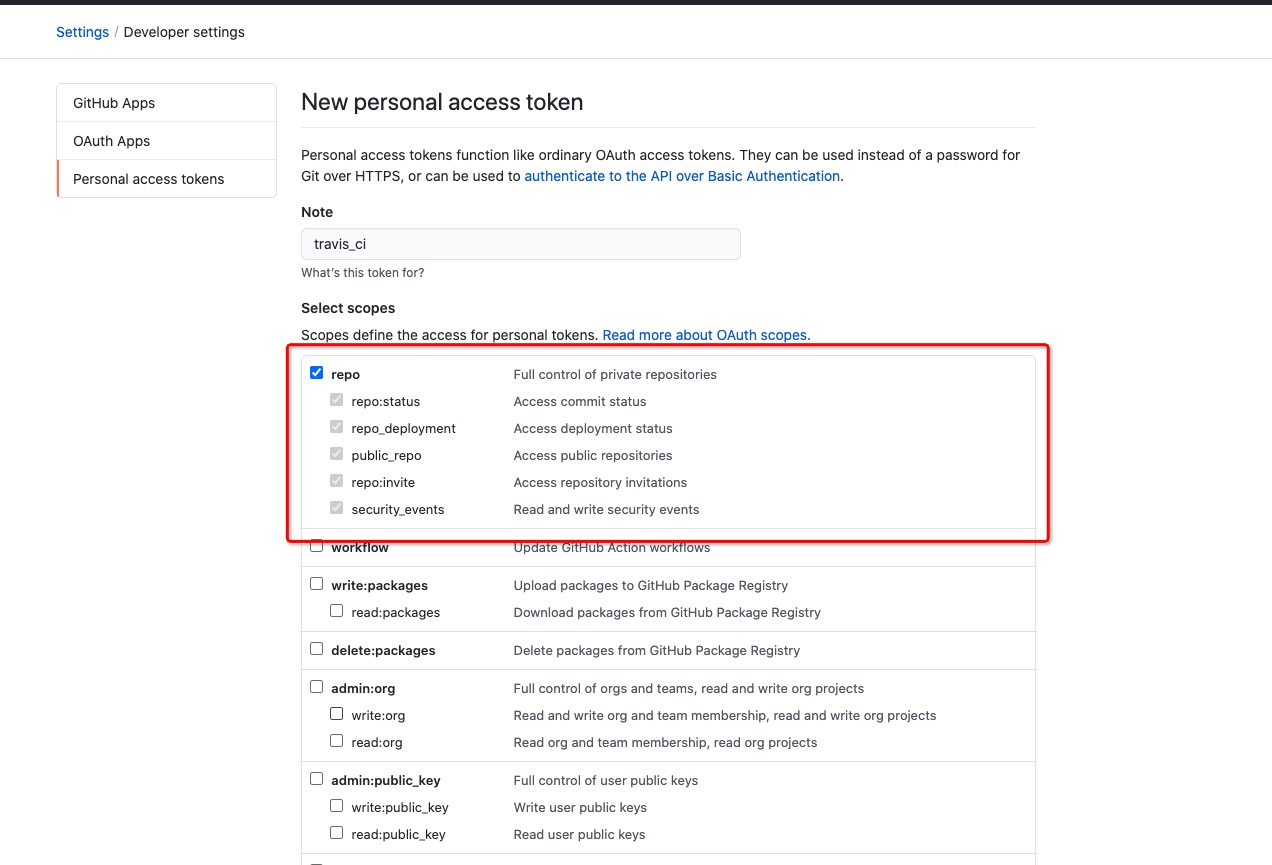 Settings / Developer settings
GitHub Apps
OAuth Apps
Personal access tokens
New personal access token
Personal access tokens function like ordinary OAuth access tokens. They can be used instead of a password for
Git over HTTPS, or can be used to authenticate to the API over Basic Authentication.
Note
travis_ci
What's this token for?
Select scopes
Scopes define the access for personal tokens. Read more about OAuth scopes.
repo Full control of private repositories
repo:status Access commit status
repo_deployment Access deployment status
public_repo Access public repositories
repo:invite Access repository invitations
security_events Read and write security events
workflow Update GitHub Action workflows
write:packages Upload packages to GitHub Package Registry
read:packages Download packages from GitHub Package Registry
delete:packages Delete packages from GitHub Package Registry
admin:org Full control of orgs and teams, read and write org projects
write:org Read and write org and team membership, read and write org projects
read:org Read org and team membership, read org projects
admin:public_key Full control of user public keys
write:public_key Write user public keys
read:public_key Read user public keys